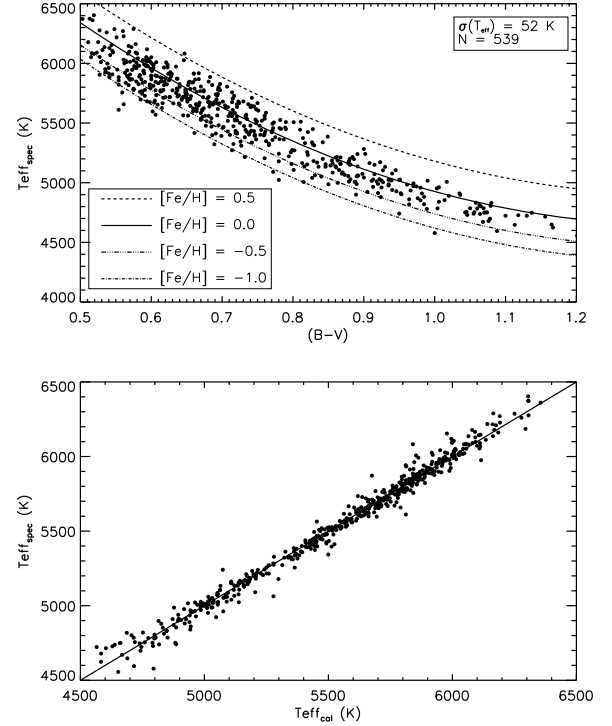 6500
6000
5500
5000
4500
4000
Teff_spec (K)
σ(T_eff) = 52 K
N = 539
[Fe/H] = 0.5
[Fe/H] = 0.0
[Fe/H] = −0.5
[Fe/H] = −1.0
0.5 0.6 0.7 0.8 0.9 1.0 1.1 1.2
(B−V)
6500
6000
5500
5000
4500
Teff_spec (K)
4500 5000 5500 6000 6500
Teff_cal (K)